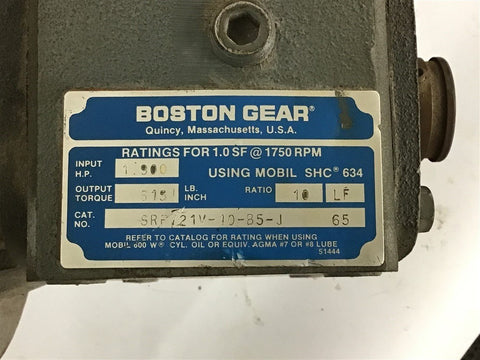 BOSTON GEAR®
Quincy, Massachusetts, U.S.A.
RATINGS FOR 1.0 SF @ 1750 RPM
INPUT H.P. USING MOBIL SHC® 634
OUTPUT TORQUE LB. INCH RATIO 10 LF
CAT. NO. 65
REFER TO CATALOG FOR RATING WHEN USING
MOBIL 600 W® CYL. OIL OR EQUIV. AGMA #7 OR #8 LUBE
51444